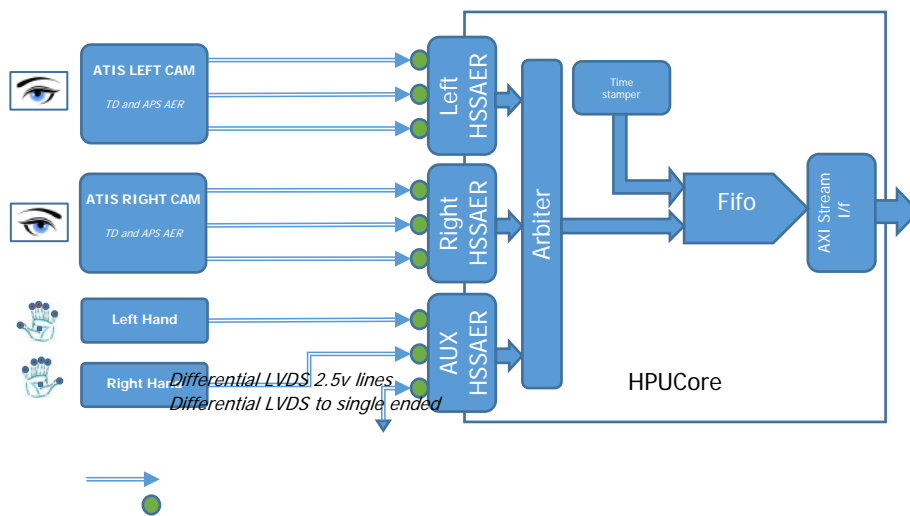 ATIS LEFT CAM
TD and APS AER
Left
HSSAER
Time
stamper
ATIS RIGHT CAM
TD and APS AER
Right
HSSAER
Arbiter
Fifo
AXI Stream
I/f
Left Hand
AUX
HSSAER
Right Hand
Differential LVDS 2.5v lines
Differential LVDS to single ended
HPUCore